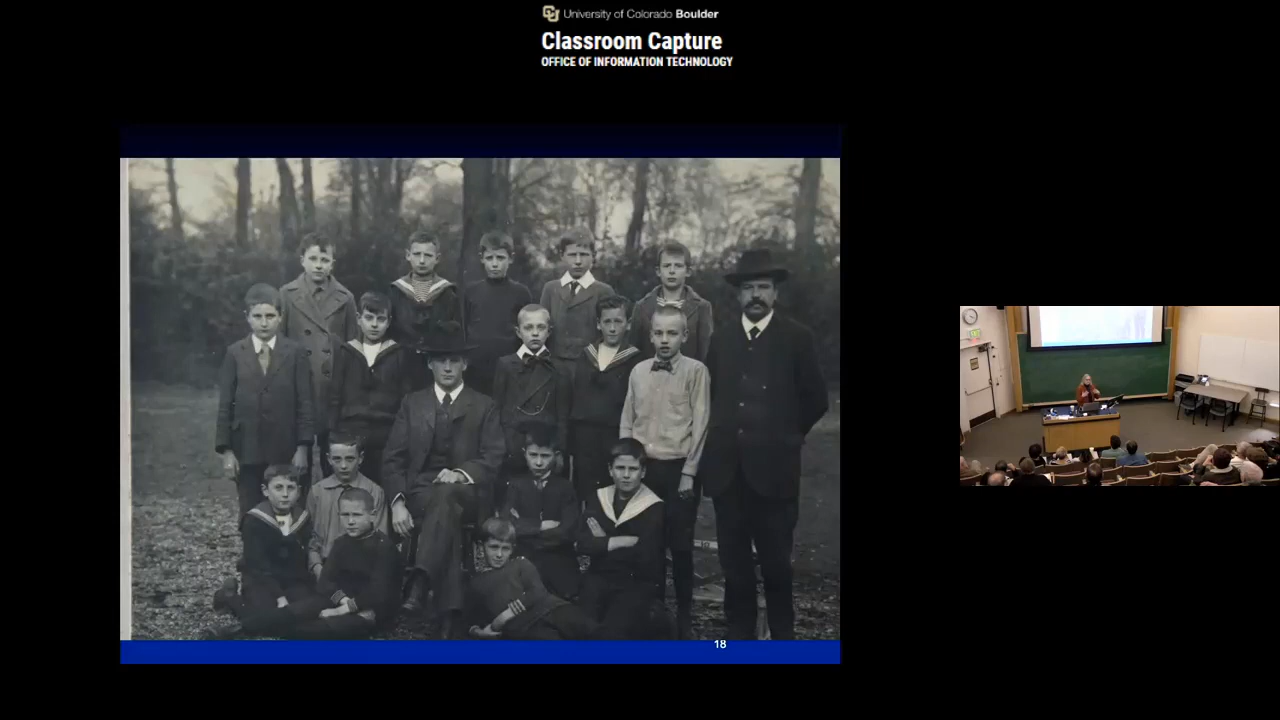 University of Colorado Boulder
Classroom Capture
OFFICE OF INFORMATION TECHNOLOGY
18